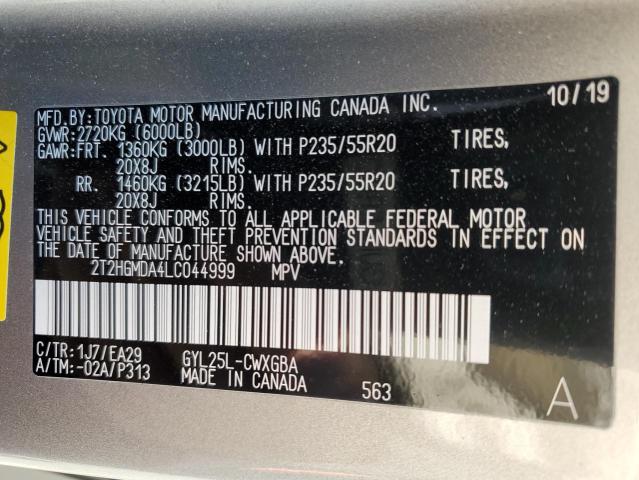 MFD.BY:TOYOTA MOTOR MANUFACTURING CANADA INC. 10/19
GVWR:2720KG (6000LB)
GAWR:FRT. 1360KG (3000LB) WITH P235/55R20 TIRES,
20X8J RIMS.
RR. 1460KG (3215LB) WITH P235/55R20 TIRES,
20X8J RIMS.
THIS VEHICLE CONFORMS TO ALL APPLICABLE FEDERAL MOTOR
VEHICLE SAFETY AND THEFT PREVENTION STANDARDS IN EFFECT ON
THE DATE OF MANUFACTURE SHOWN ABOVE.
2T2HGMDA4LC044999 MPV
C/TR:1J7/EA29 GYL25L-CWXGBA
A/TM:-02A/P313 MADE IN CANADA 563 A